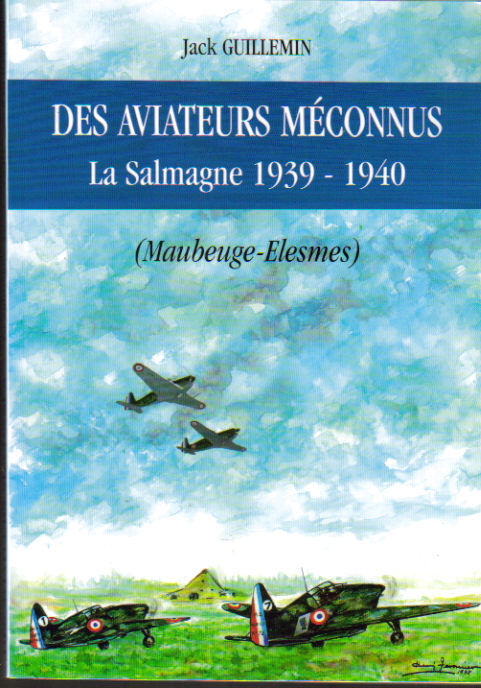 Jack GUILLEMIN
DES AVIATEURS MÉCONNUS
La Salmagne 1939 - 1940
(Maubeuge-Elesmes)